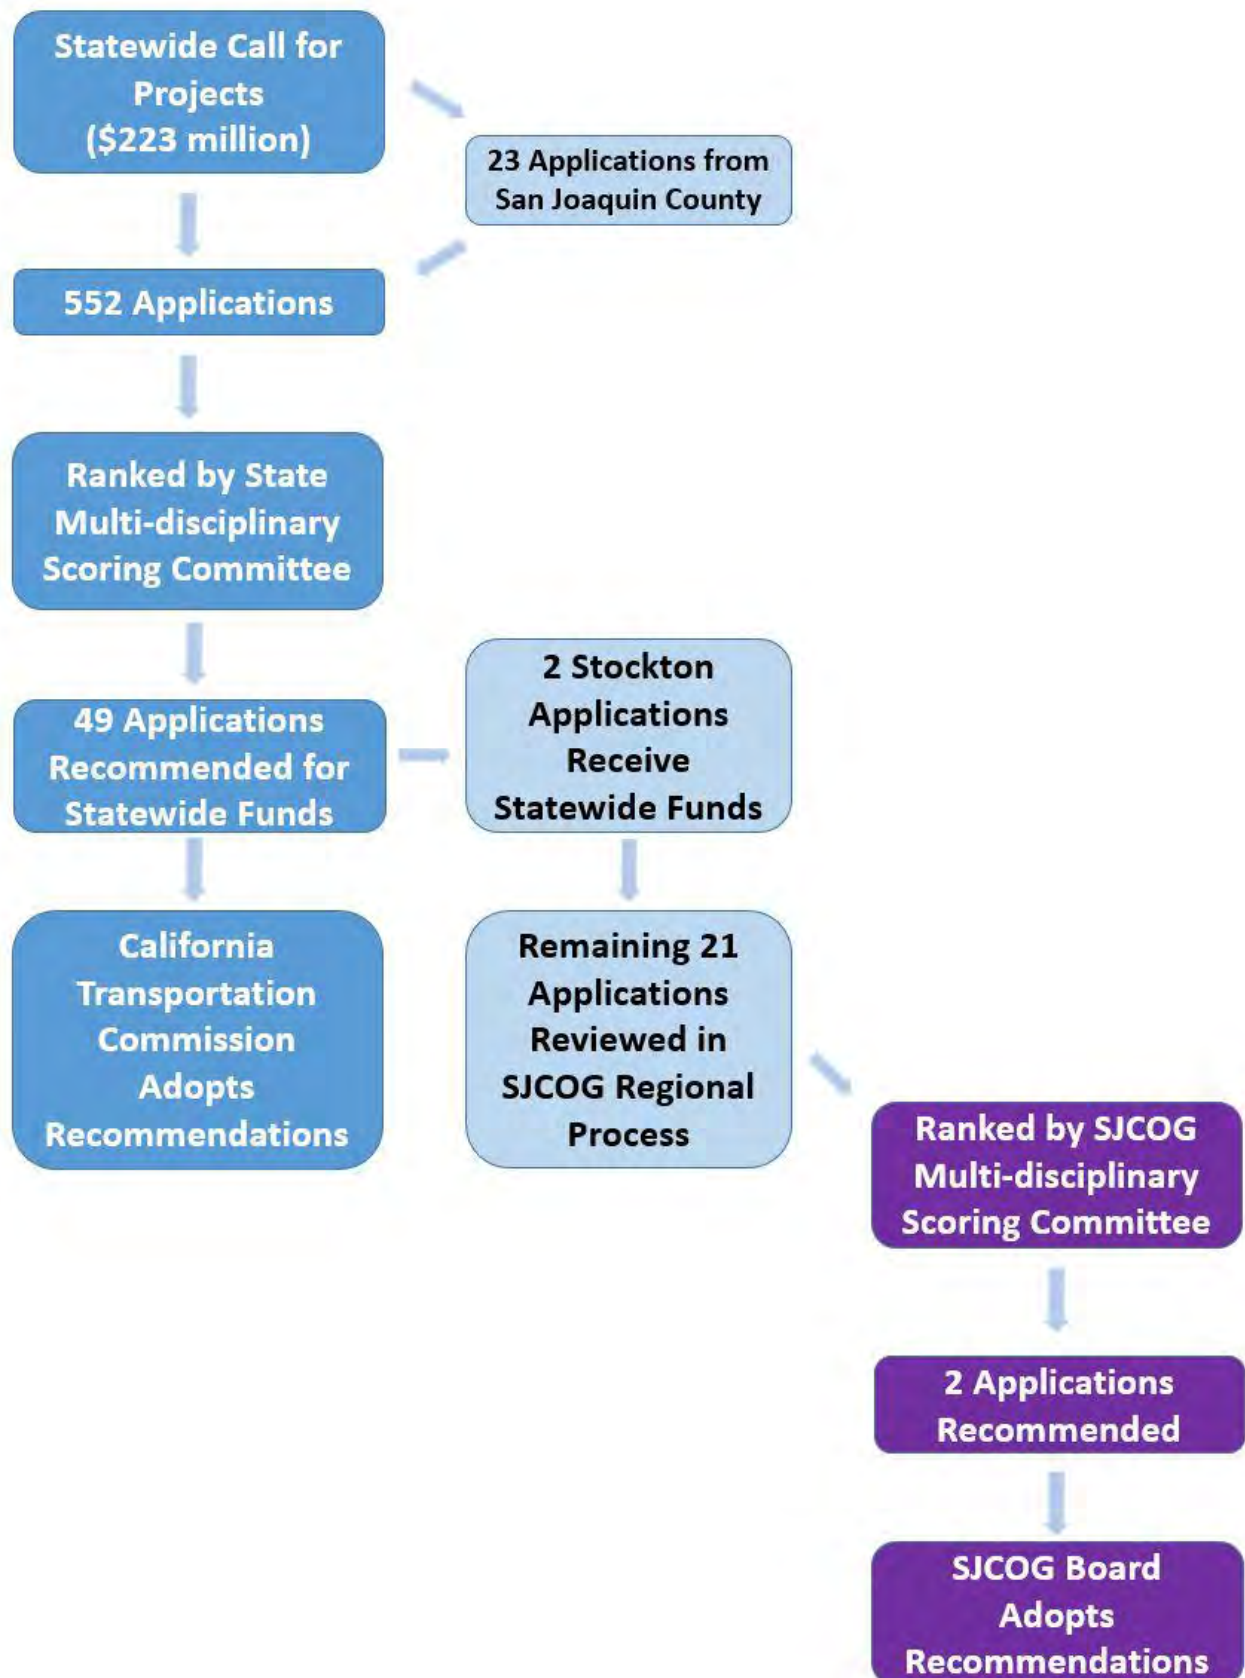 Statewide Call for
Projects
($223 million)
23 Applications from
San Joaquin County
552 Applications
Ranked by State
Multi-disciplinary
Scoring Committee
49 Applications
Recommended for
Statewide Funds
2 Stockton
Applications
Receive
Statewide Funds
California
Transportation
Commission
Adopts
Recommendations
Remaining 21
Applications
Reviewed in
SJCOG Regional
Process
Ranked by SJCOG
Multi-disciplinary
Scoring Committee
2 Applications
Recommended
SJCOG Board
Adopts
Recommendations